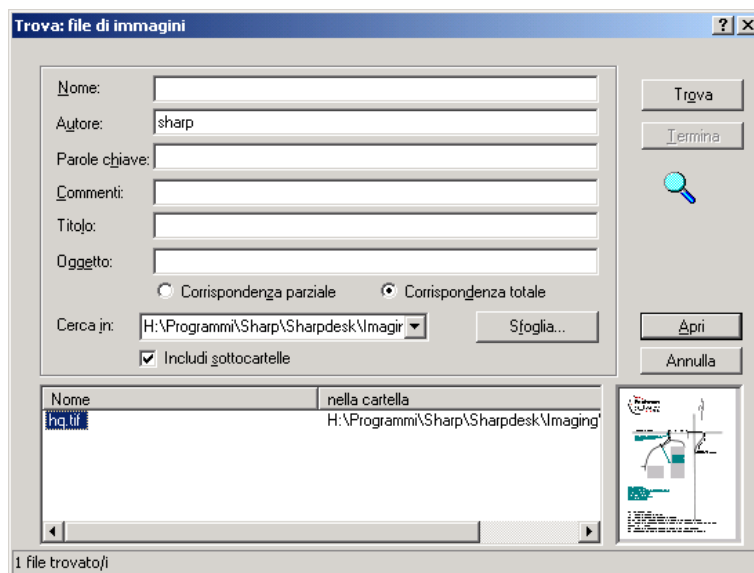 Trova: file di immagini
Nome:
Trova
Autore: sharp
Termina
Parole chiave:
Commenti:
Titolo:
Oggetto:
Corrispondenza parziale Corrispondenza totale
Cerca in: H:\Programmi\Sharp\Sharpdesk\Imagin Sfoglia... Apri
Includi sottocartelle
Annulla
Nome nella cartella
hq.tif H:\Programmi\Sharp\Sharpdesk\Imaging\
1 file trovato/i